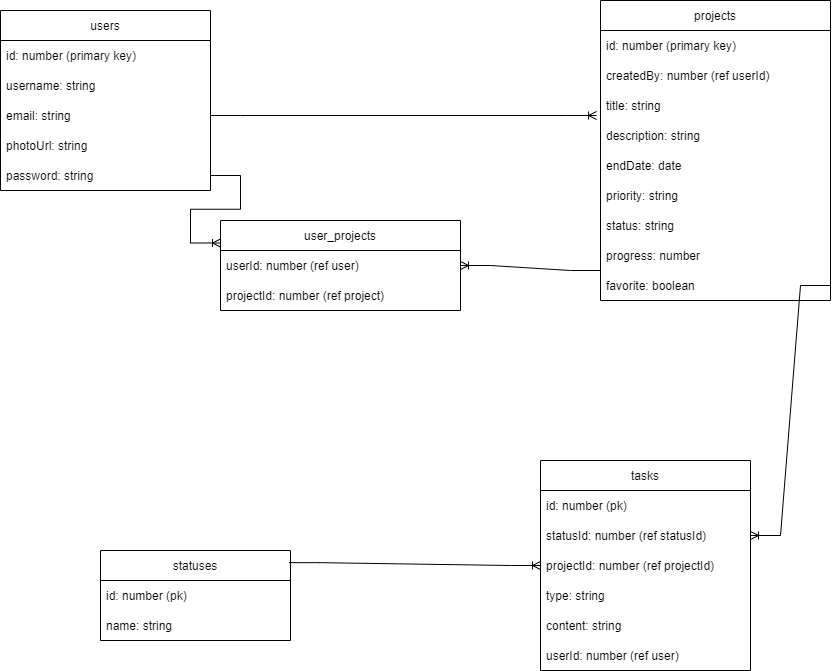 users
id: number (primary key)
username: string
email: string
photoUrl: string
password: string
projects
id: number (primary key)
createdBy: number (ref userId)
title: string
description: string
endDate: date
priority: string
status: string
progress: number
favorite: boolean
user_projects
userId: number (ref user)
projectId: number (ref project)
tasks
id: number (pk)
statusId: number (ref statusId)
projectId: number (ref projectId)
type: string
content: string
userId: number (ref user)
statuses
id: number (pk)
name: string